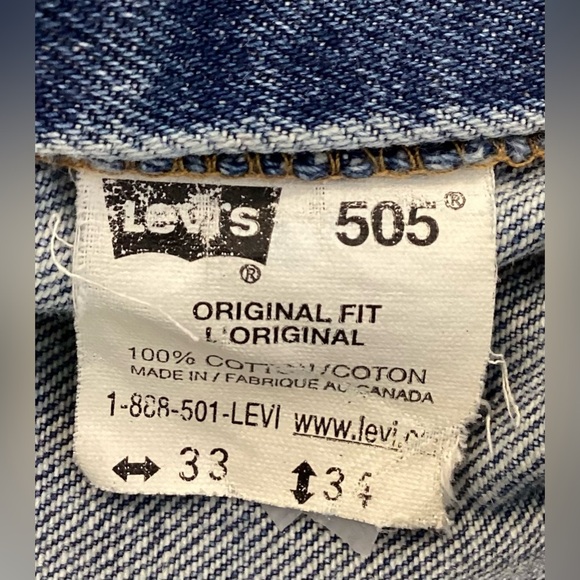 Levi's 505®
®
ORIGINAL FIT
L'ORIGINAL
100% COTTON/COTON
MADE IN / FABRIQUE AU CANADA
1-888-501-LEVI www.levi.
↔ 33 ↕ 34